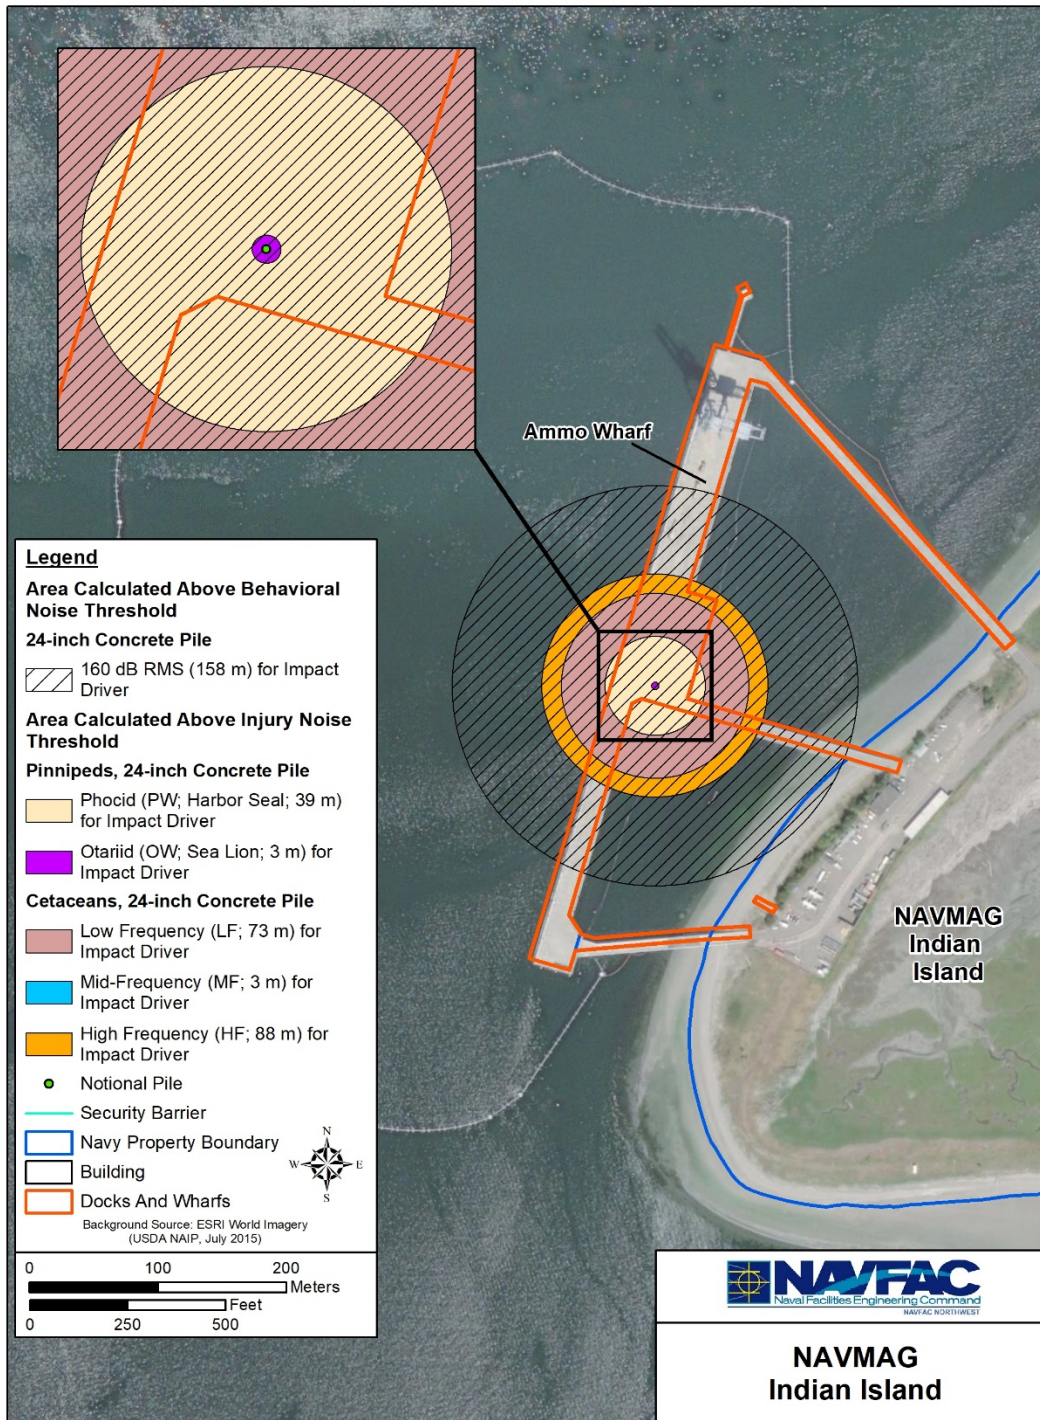 Ammo Wharf
Legend
Area Calculated Above Behavioral
Noise Threshold
24-inch Concrete Pile
160 dB RMS (158 m) for Impact
Driver
Area Calculated Above Injury Noise
Threshold
Pinnipeds, 24-inch Concrete Pile
Phocid (PW; Harbor Seal; 39 m)
for Impact Driver
Otariid (OW; Sea Lion; 3 m) for
Impact Driver
Cetaceans, 24-inch Concrete Pile
Low Frequency (LF; 73 m) for
Impact Driver
Mid-Frequency (MF; 3 m) for
Impact Driver
High Frequency (HF; 88 m) for
Impact Driver
Notional Pile
Security Barrier
Navy Property Boundary
Building
Docks And Wharfs
N
W E
S
Background Source: ESRI World Imagery
(USDA NAIP, July 2015)
0 100 200
Meters
Feet
0 250 500
NAVMAG
Indian
Island
NAVFAC
Naval Facilities Engineering Command
NAVFAC NORTHWEST
NAVMAG
Indian Island